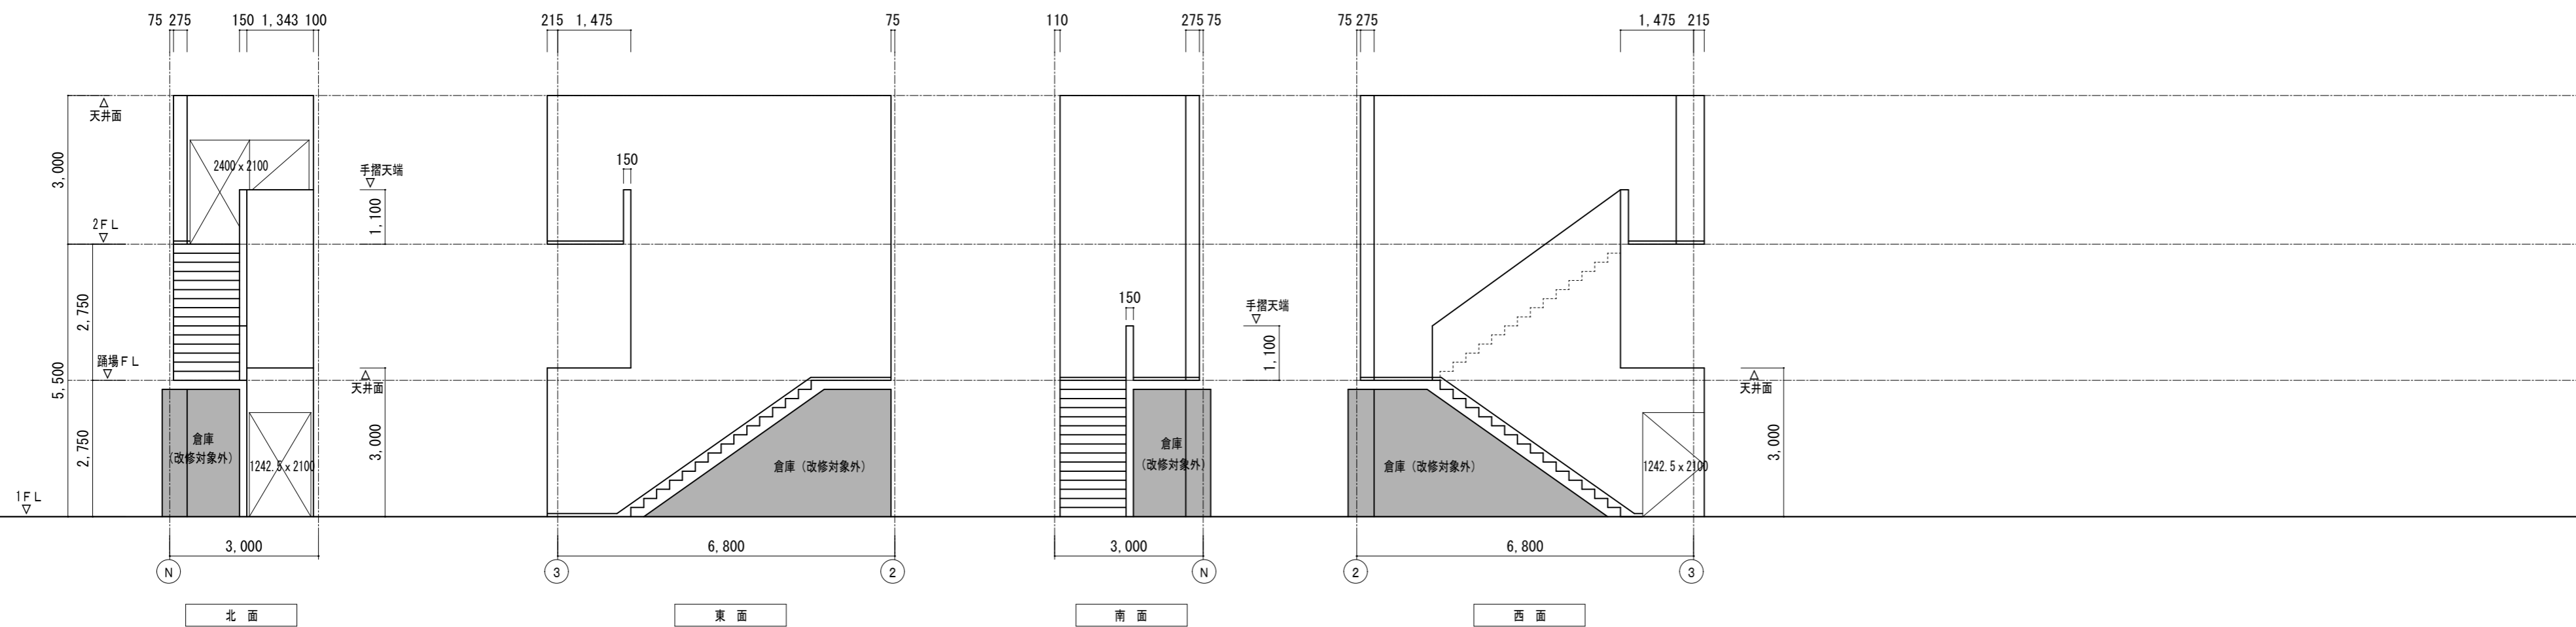 75 275 150 1,343 100 215 1,475 75 110 275 75 75 275 1,475 215
天井面
2400 x 2100
3,000
150
手摺天端
1,100
2FL
2,750
5,500
踊場FL
天井面
倉庫
(改修対象外)
1242.5 x 2100
2,750
3,000
1FL
倉庫(改修対象外)
150
手摺天端
1,100
倉庫
(改修対象外)
倉庫(改修対象外)
1242.5 x 2100
天井面
3,000
3,000 6,800 3,000 6,800
N 3 2 N 2 3
北 面 東 面 南 面 西 面